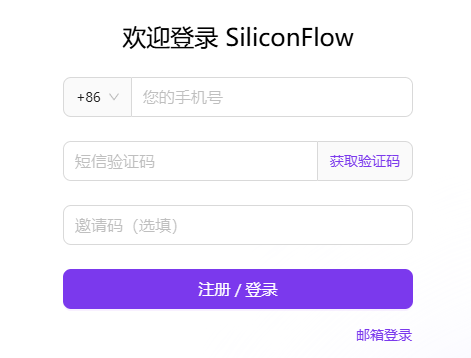 欢迎登录 SiliconFlow
+86 您的手机号
短信验证码 获取验证码
邀请码（选填）
注册 / 登录
邮箱登录